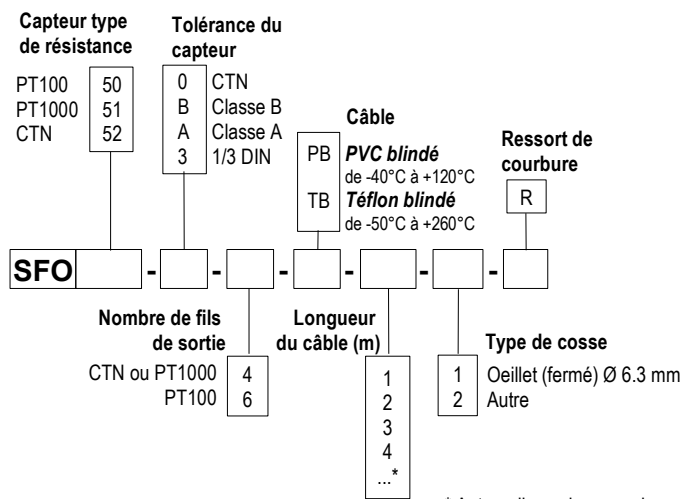 Capteur type
de résistance
Tolérance du
capteur
PT100 50
PT1000 51
CTN 52
0 CTN
B Classe B
A Classe A
3 1/3 DIN
Câble
PB PVC blindé
de -40°C à +120°C
TB Téflon blindé
de -50°C à +260°C
Ressort de
courbure
R
SFO - - - - - -
Nombre de fils
de sortie
CTN ou PT1000 4
PT100 6
Longueur
du câble (m)
1
2
3
4
...*
Type de cosse
1 Oeillet (fermé) Ø 6.3 mm
2 Autre